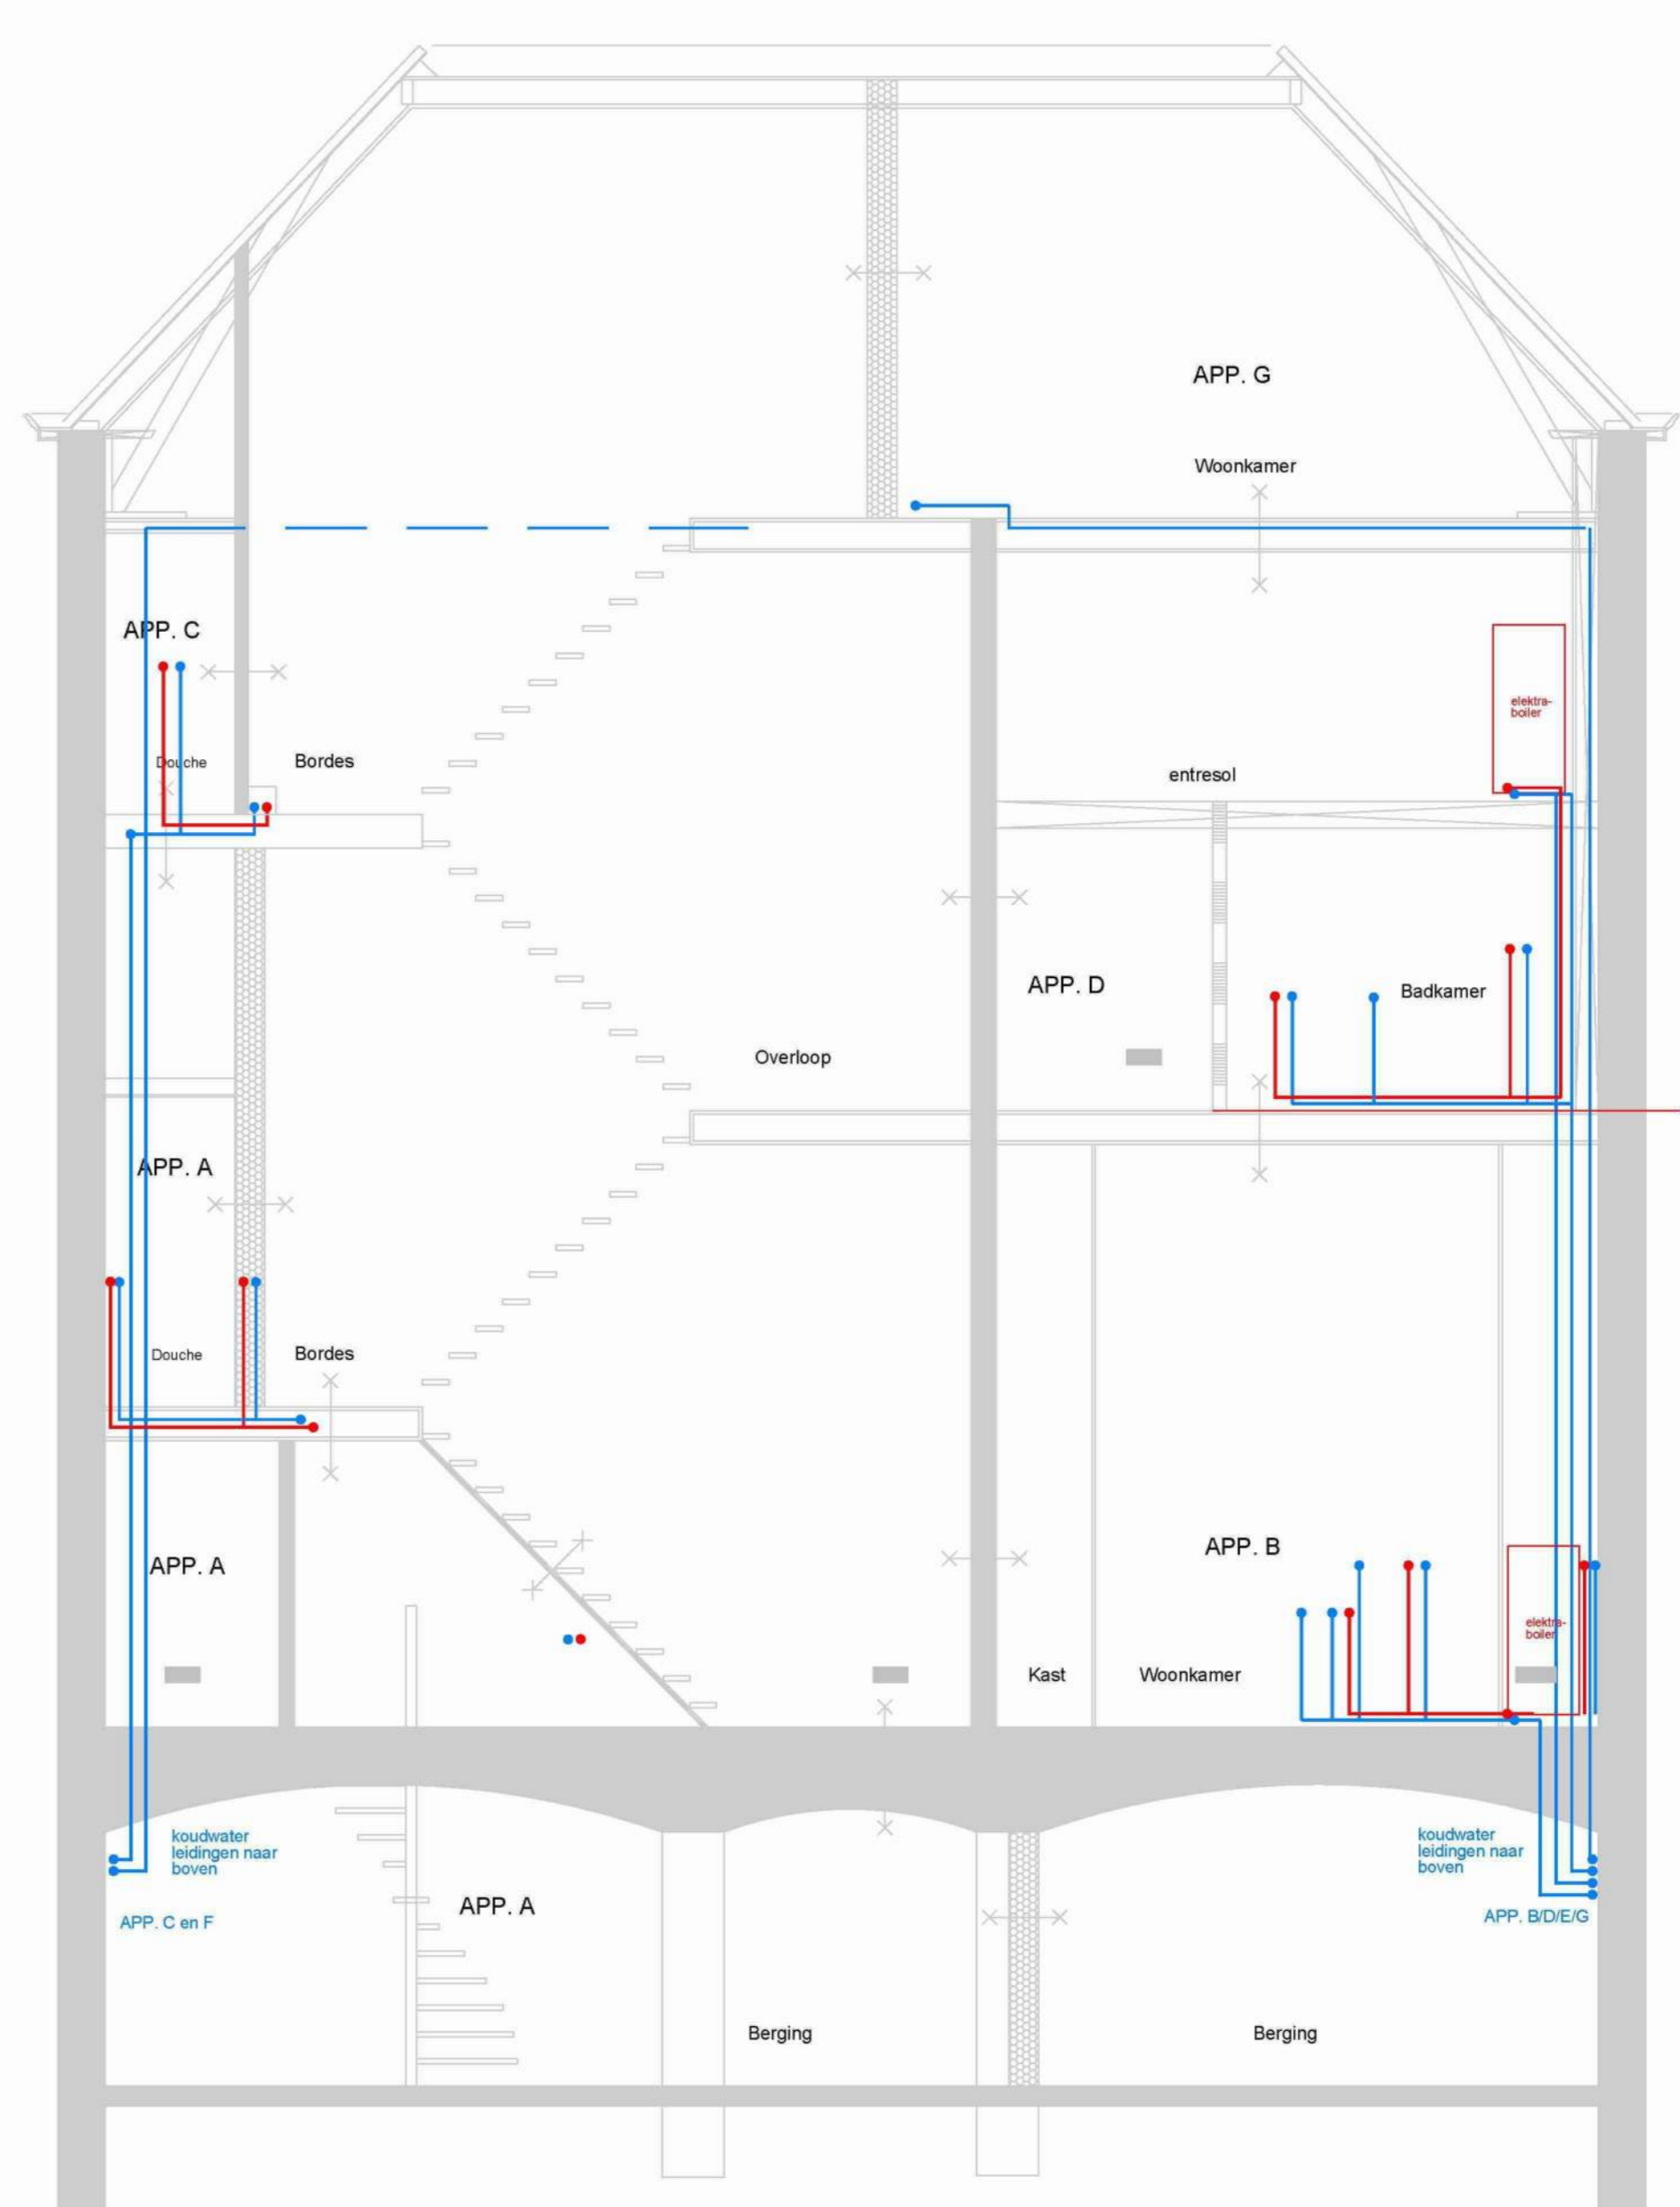 APP. G
Woonkamer
APP. C
elektra-
boiler
Douche
Bordes
entresol
APP. D
Badkamer
Overloop
APP. A
Douche
Bordes
APP. B
APP. A
elektra-
boiler
Kast
Woonkamer
koudwater
leidingen naar
boven
koudwater
leidingen naar
boven
APP. A
APP. C en F
APP. B/D/E/G
Berging
Berging